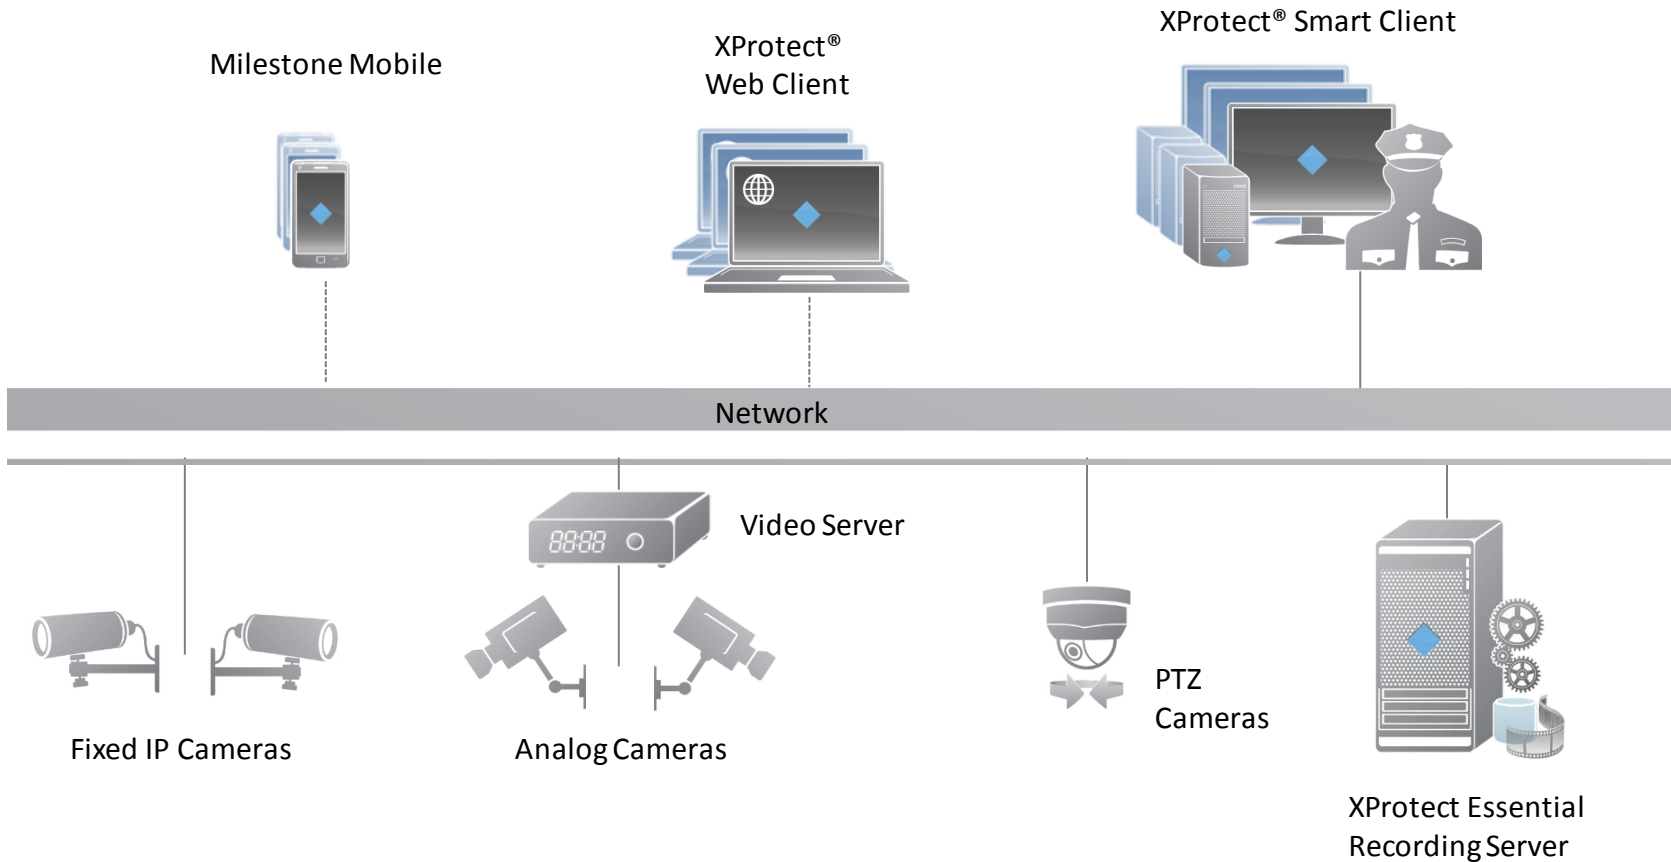 Milestone Mobile
XProtect®
Web Client
XProtect® Smart Client
Network
Video Server
88:88
PTZ
Cameras
Fixed IP Cameras
Analog Cameras
XProtect Essential
Recording Server